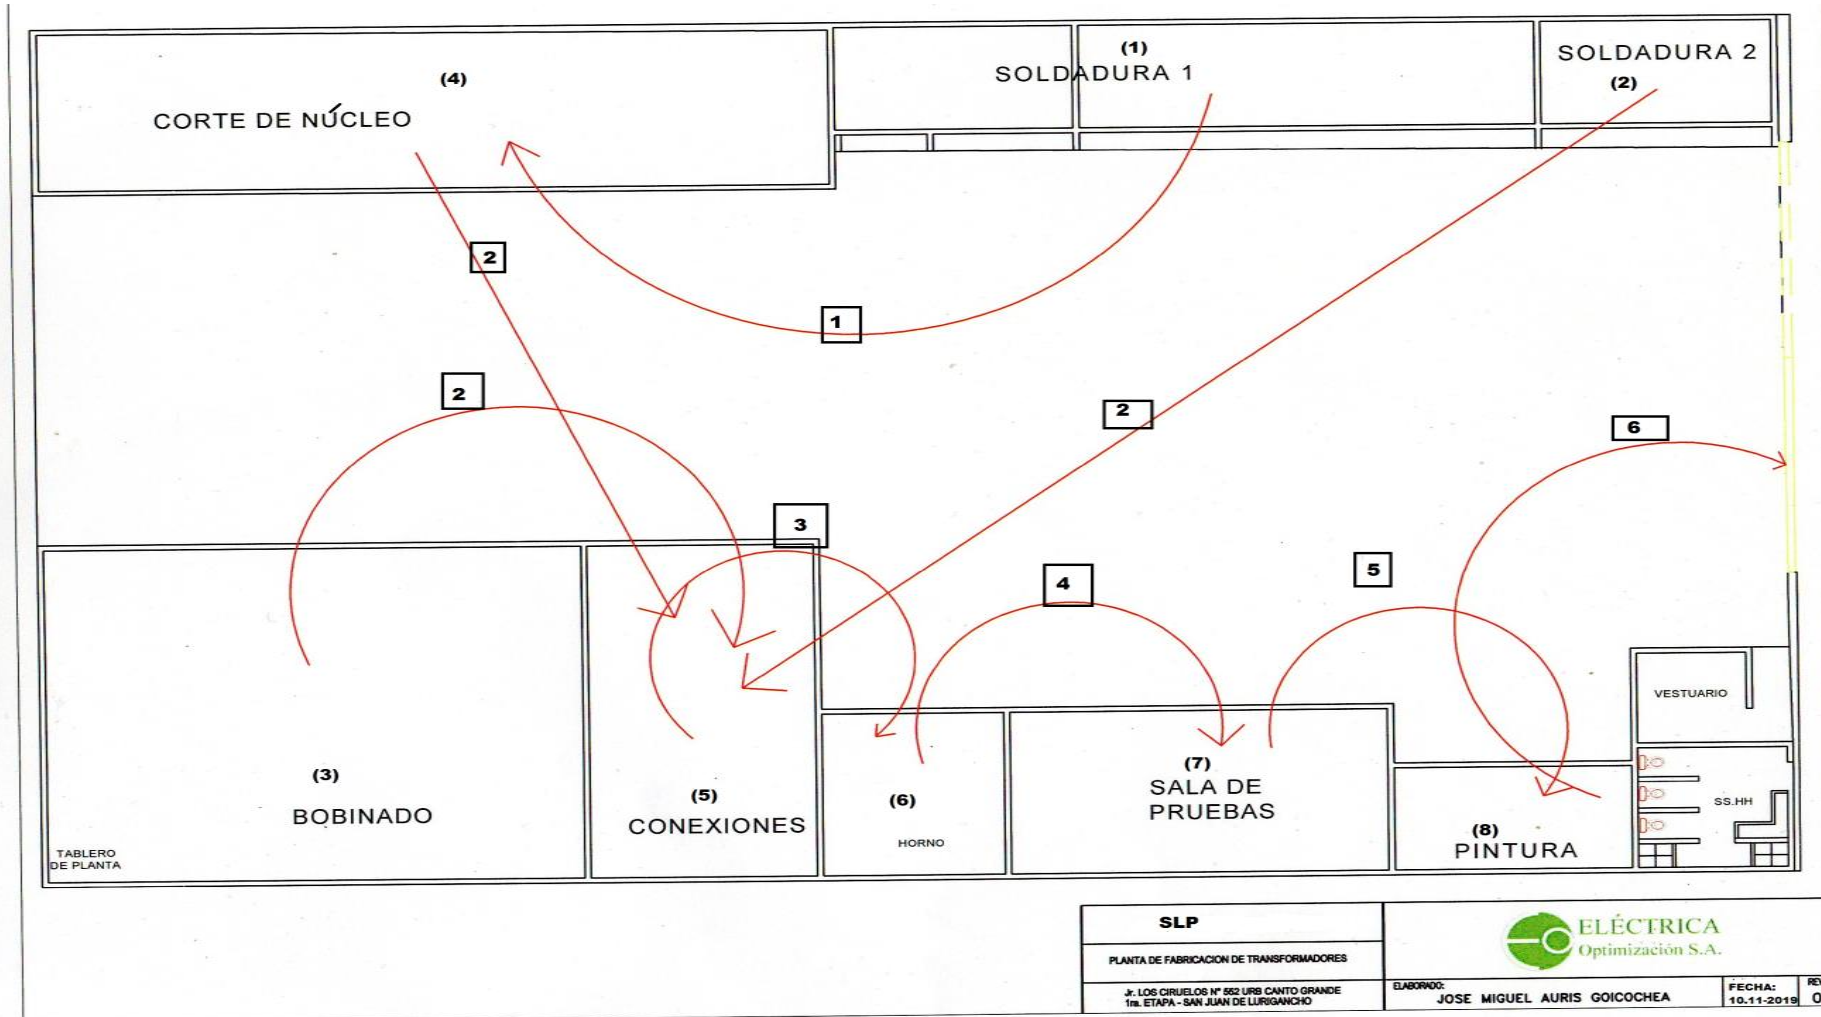 (4)
CORTE DE NÚCLEO
(1)
SOLDADURA 1
SOLDADURA 2
(2)
2
1
2
2
6
3
4
5
(3)
BOBINADO
TABLERO
DE PLANTA
(5)
CONEXIONES
(6)
HORNO
(7)
SALA DE
PRUEBAS
(8)
PINTURA
VESTUARIO
SS.HH
SLP
PLANTA DE FABRICACION DE TRANSFORMADORES
Jr. LOS CIRUELOS Nº 552 URB CANTO GRANDE
1ra. ETAPA - SAN JUAN DE LURIGANCHO
ELÉCTRICA
Optimización S.A.
ELABORADO:
JOSE MIGUEL AURIS GOICOCHEA
FECHA:
10.11-2019
0